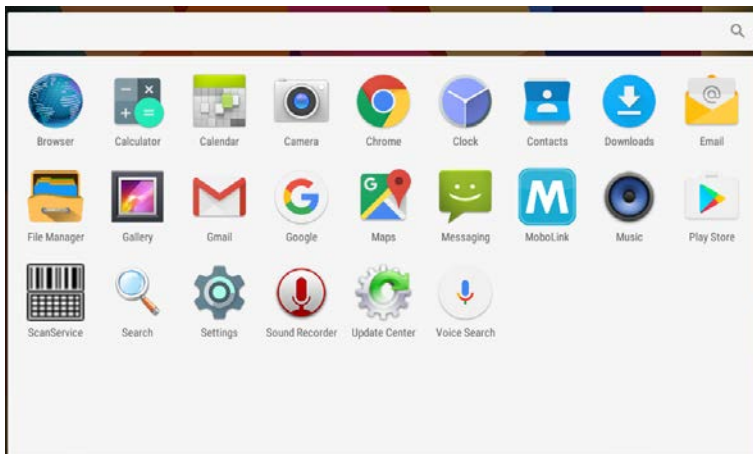 Browser Calculator Calendar Camera Chrome Clock Contacts Downloads Email
File Manager Gallery Gmail Google Maps Messaging MoboLink Music Play Store
ScanService Search Settings Sound Recorder Update Center Voice Search